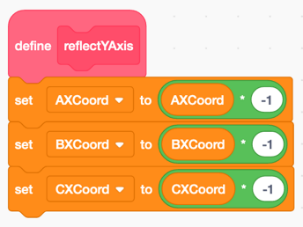 define reflectYAxis
set AXCoord to AXCoord * -1
set BXCoord to BXCoord * -1
set CXCoord to CXCoord * -1